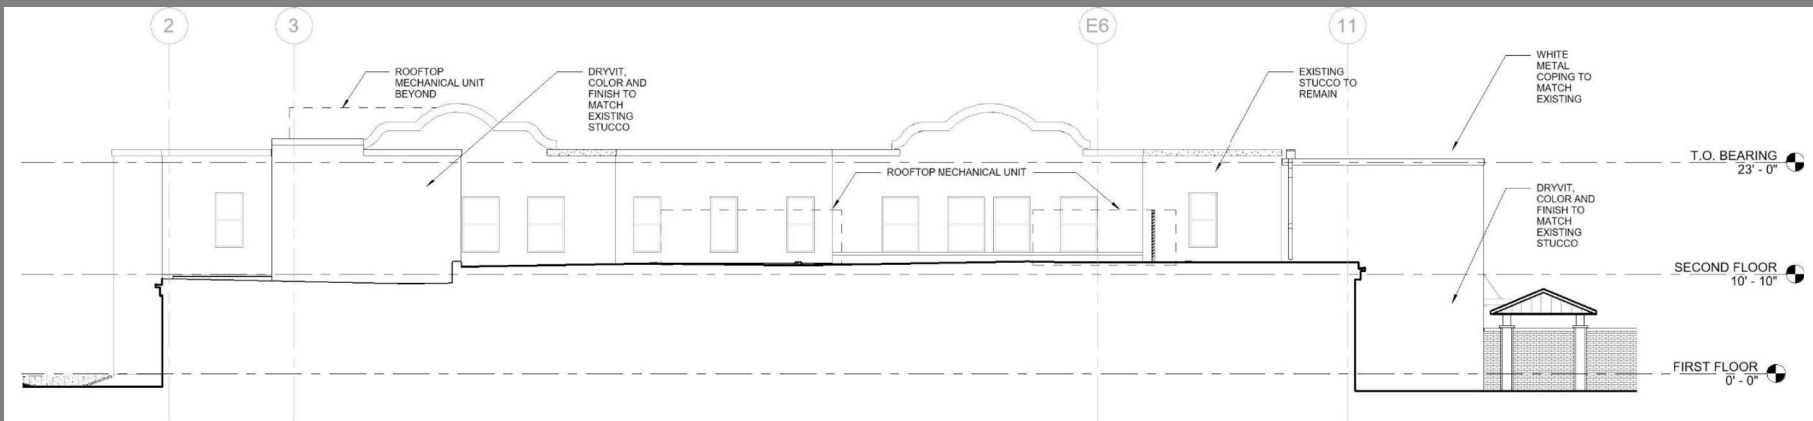 2
3
E6
11
ROOFTOP
MECHANICAL UNIT
BEYOND
DRYVIT,
COLOR AND
FINISH TO
MATCH
EXISTING
STUCCO
EXISTING
STUCCO TO
REMAIN
WHITE
METAL
COPING TO
MATCH
EXISTING
T.O. BEARING
23' - 0"
ROOFTOP MECHANICAL UNIT
DRYVIT,
COLOR AND
FINISH TO
MATCH
EXISTING
STUCCO
SECOND FLOOR
10' - 10"
FIRST FLOOR
0' - 0"